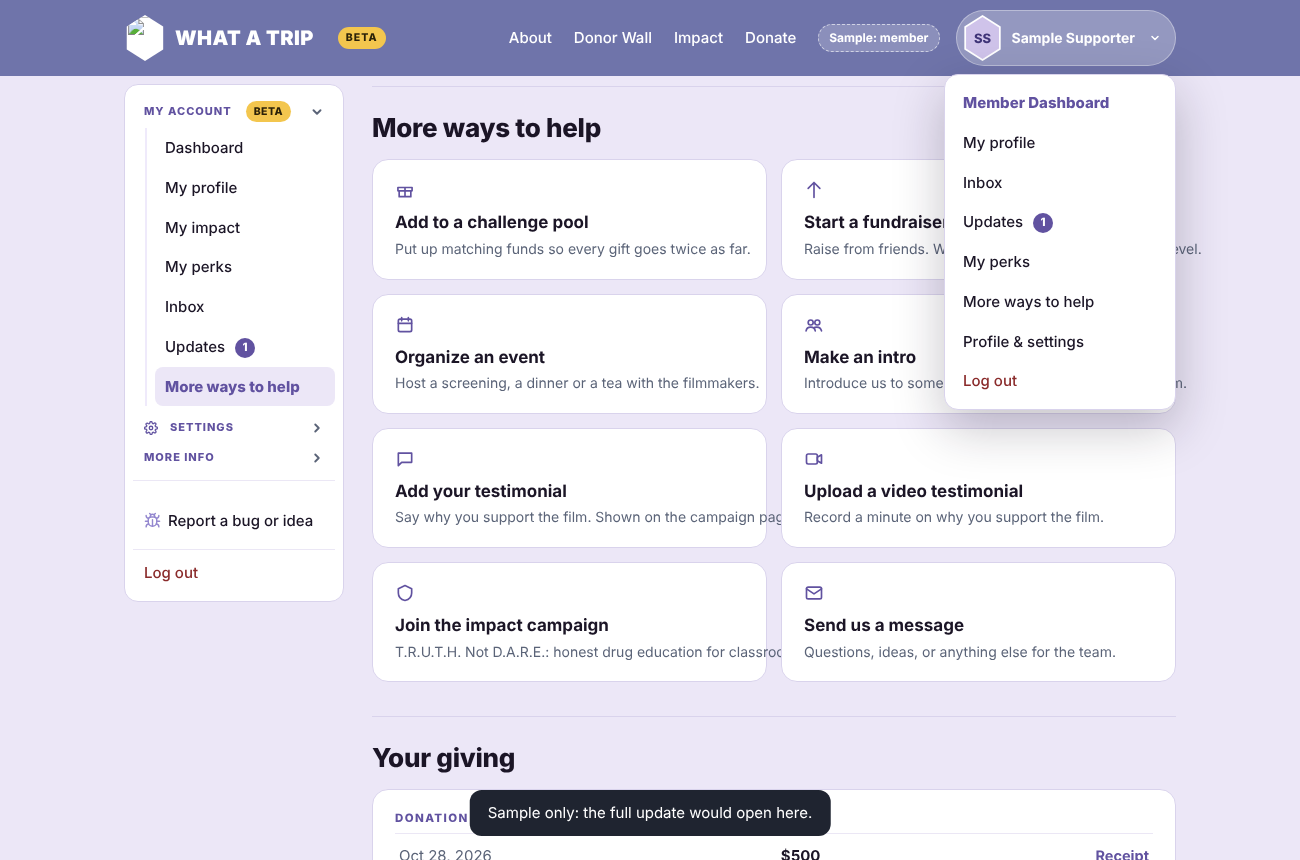 WHAT A TRIP
BETA
About
Donor Wall
Impact
Donate
Sample: member
SS
Sample Supporter
MY ACCOUNT
BETA
Dashboard
My profile
My impact
My perks
Inbox
Updates 1
More ways to help
SETTINGS
MORE INFO
Report a bug or idea
Log out
Member Dashboard
My profile
Inbox
Updates 1
My perks
More ways to help
Profile & settings
Log out
More ways to help
Add to a challenge pool
Put up matching funds so every gift goes twice as far.
Start a fundraiser
Raise from friends.
Organize an event
Host a screening, a dinner or a tea with the filmmakers.
Make an intro
Introduce us to some
Add your testimonial
Say why you support the film. Shown on the campaign pag
Upload a video testimonial
Record a minute on why you support the film.
Join the impact campaign
T.R.U.T.H. Not D.A.R.E.: honest drug education for classroo
Send us a message
Questions, ideas, or anything else for the team.
Your giving
DONATION
Sample only: the full update would open here.
Oct 28, 2026
$500
Receipt